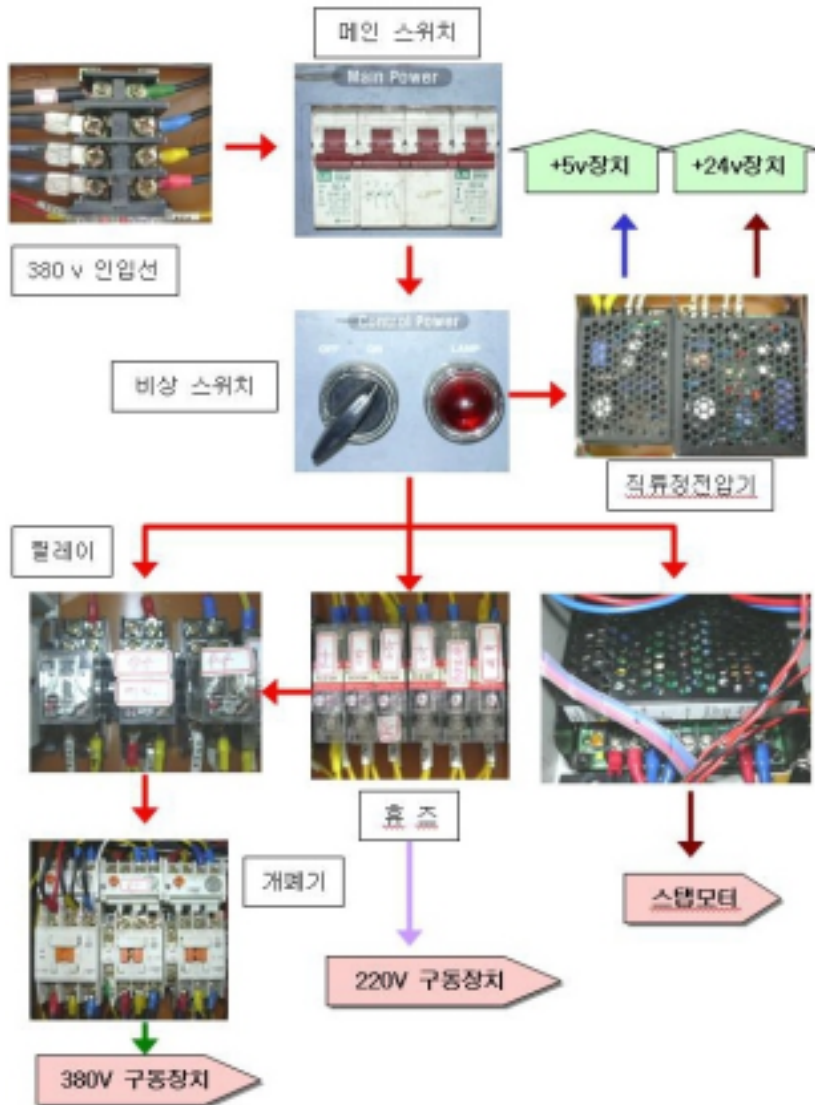 메인 스위치
Main Power
+5v장치
+24v장치
380 v 인입선
Control Power
OFF
ON
LAMP
비상 스위치
직류정전압기
릴레이
휴 즈
개폐기
스탭모터
220V 구동장치
380V 구동장치